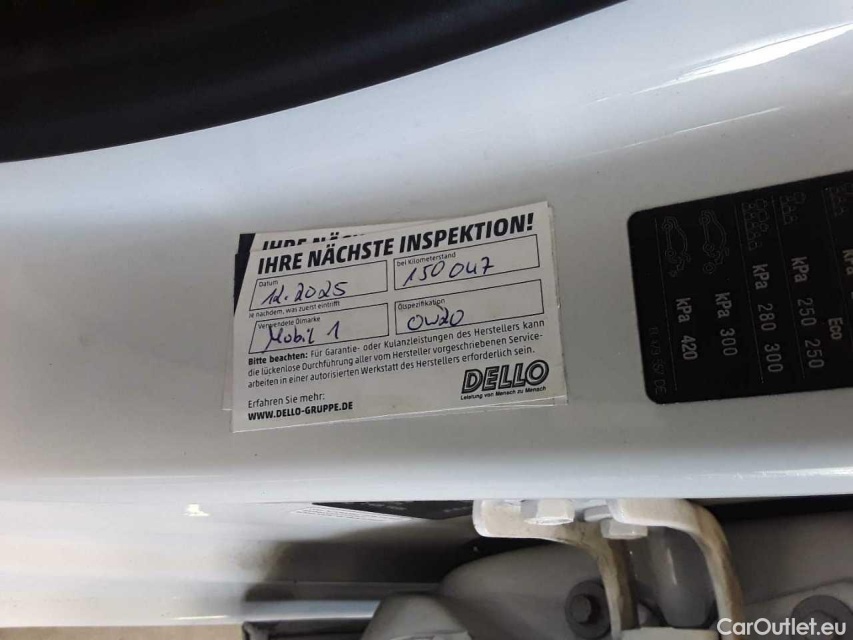 IHRE NÄCHSTE INSPEKTION!
Datum
12.2025
bei Kilometerstand
150 047
je nachdem, was zuerst eintrifft
Verwendete Ölmarke
Mobil 1
Ölspezifikation
0W20
Bitte beachten: Für Garantie- oder Kulanzleistungen des Herstellers kann
die lückenlose Durchführung aller vom Hersteller vorgeschriebenen Service-
arbeiten in einer autorisierten Werkstatt des Herstellers erforderlich sein.
Erfahren Sie mehr:
WWW.DELLO-GRUPPE.DE
DELLO
Leistung von Mensch zu Mensch
kPa 420
kPa 300
kPa 280 300
kPa 250 250
Eco
CarOutlet.eu